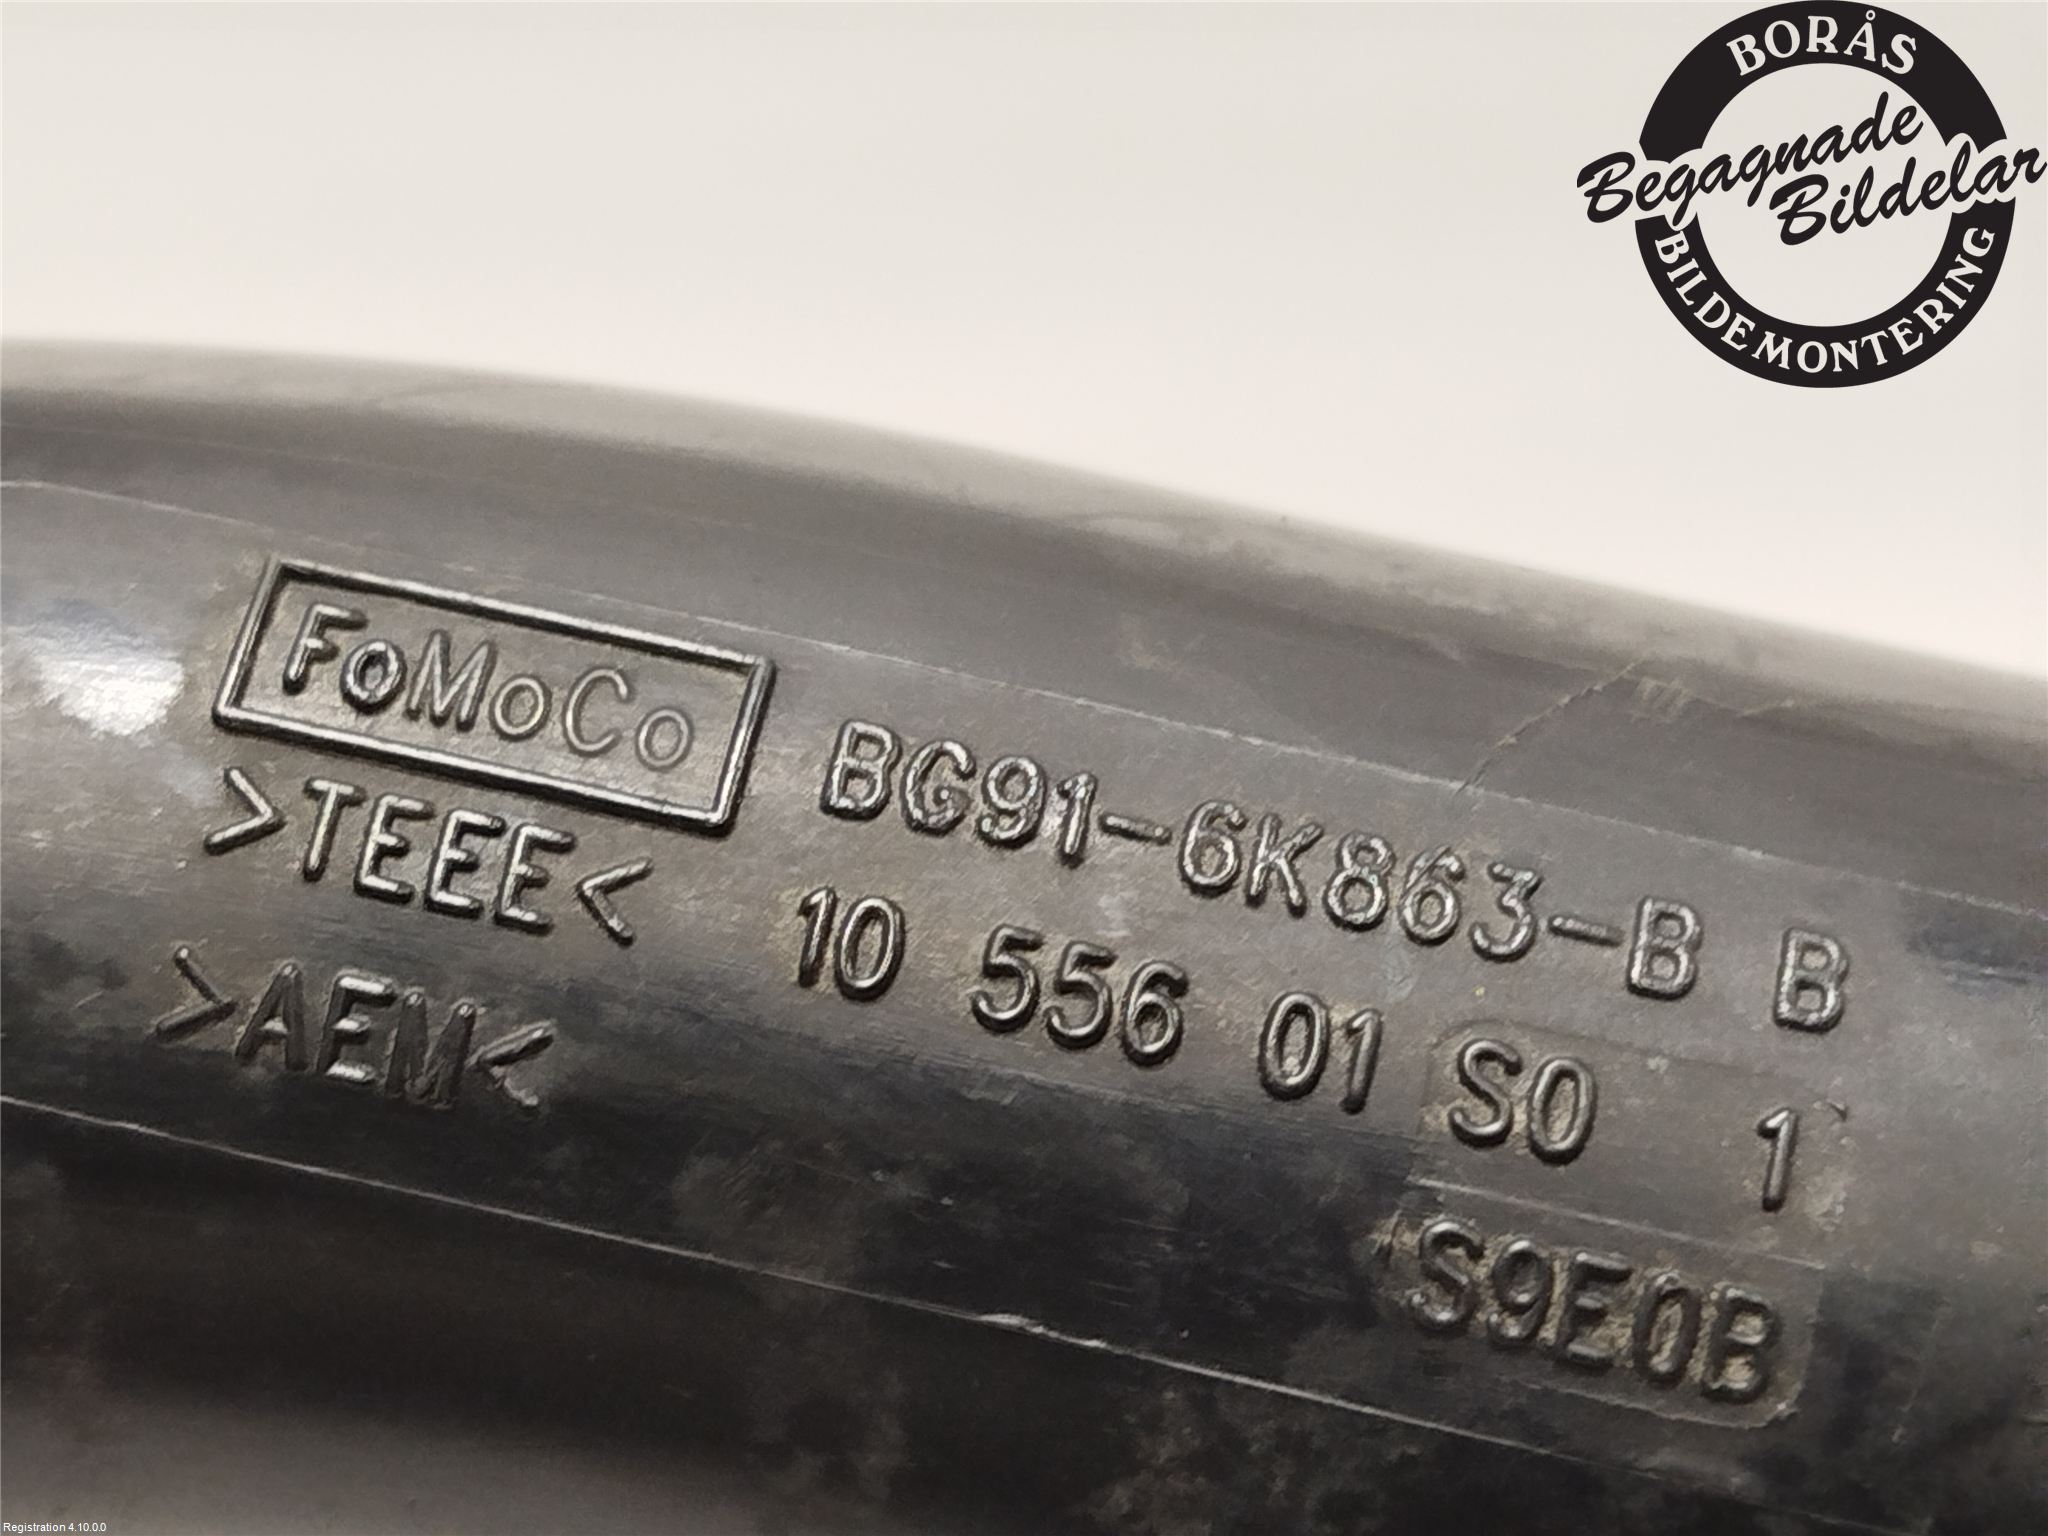 BORÅS
Begagnade
Bildelar
BILDEMONTERING
FoMoCo
BG91-6K863-B B
>TEEE<
10 556 01 S0 1
>AEM<
S9E0B
Registration 4.10.0.0